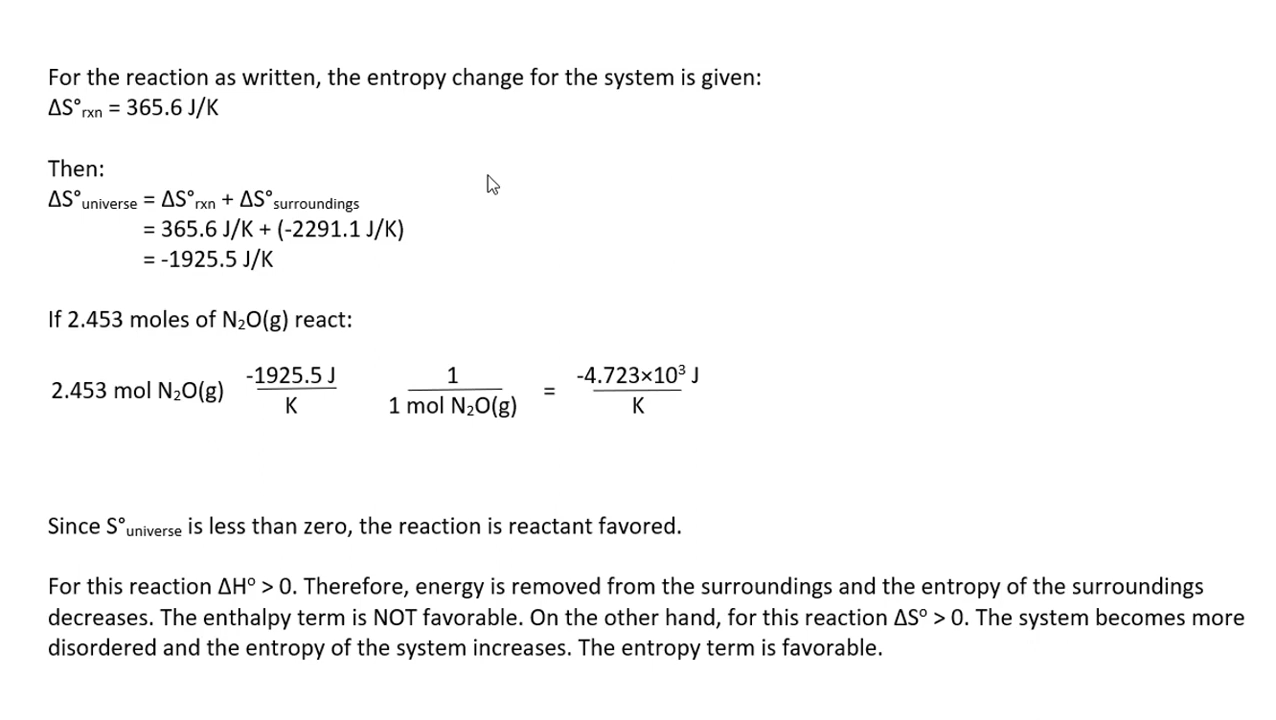 For the reaction as written, the entropy change for the system is given:
ΔS°rxn = 365.6 J/K
Then:
ΔS°universe = ΔS°rxn + ΔS°surroundings
= 365.6 J/K + (-2291.1 J/K)
= -1925.5 J/K
If 2.453 moles of N₂O(g) react:
2.453 mol N₂O(g) -1925.5 J / K 1 / 1 mol N₂O(g) = -4.723×10³ J / K
Since S°universe is less than zero, the reaction is reactant favored.
For this reaction ΔHº > 0. Therefore, energy is removed from the surroundings and the entropy of the surroundings
decreases. The enthalpy term is NOT favorable. On the other hand, for this reaction ΔSº > 0. The system becomes more
disordered and the entropy of the system increases. The entropy term is favorable.